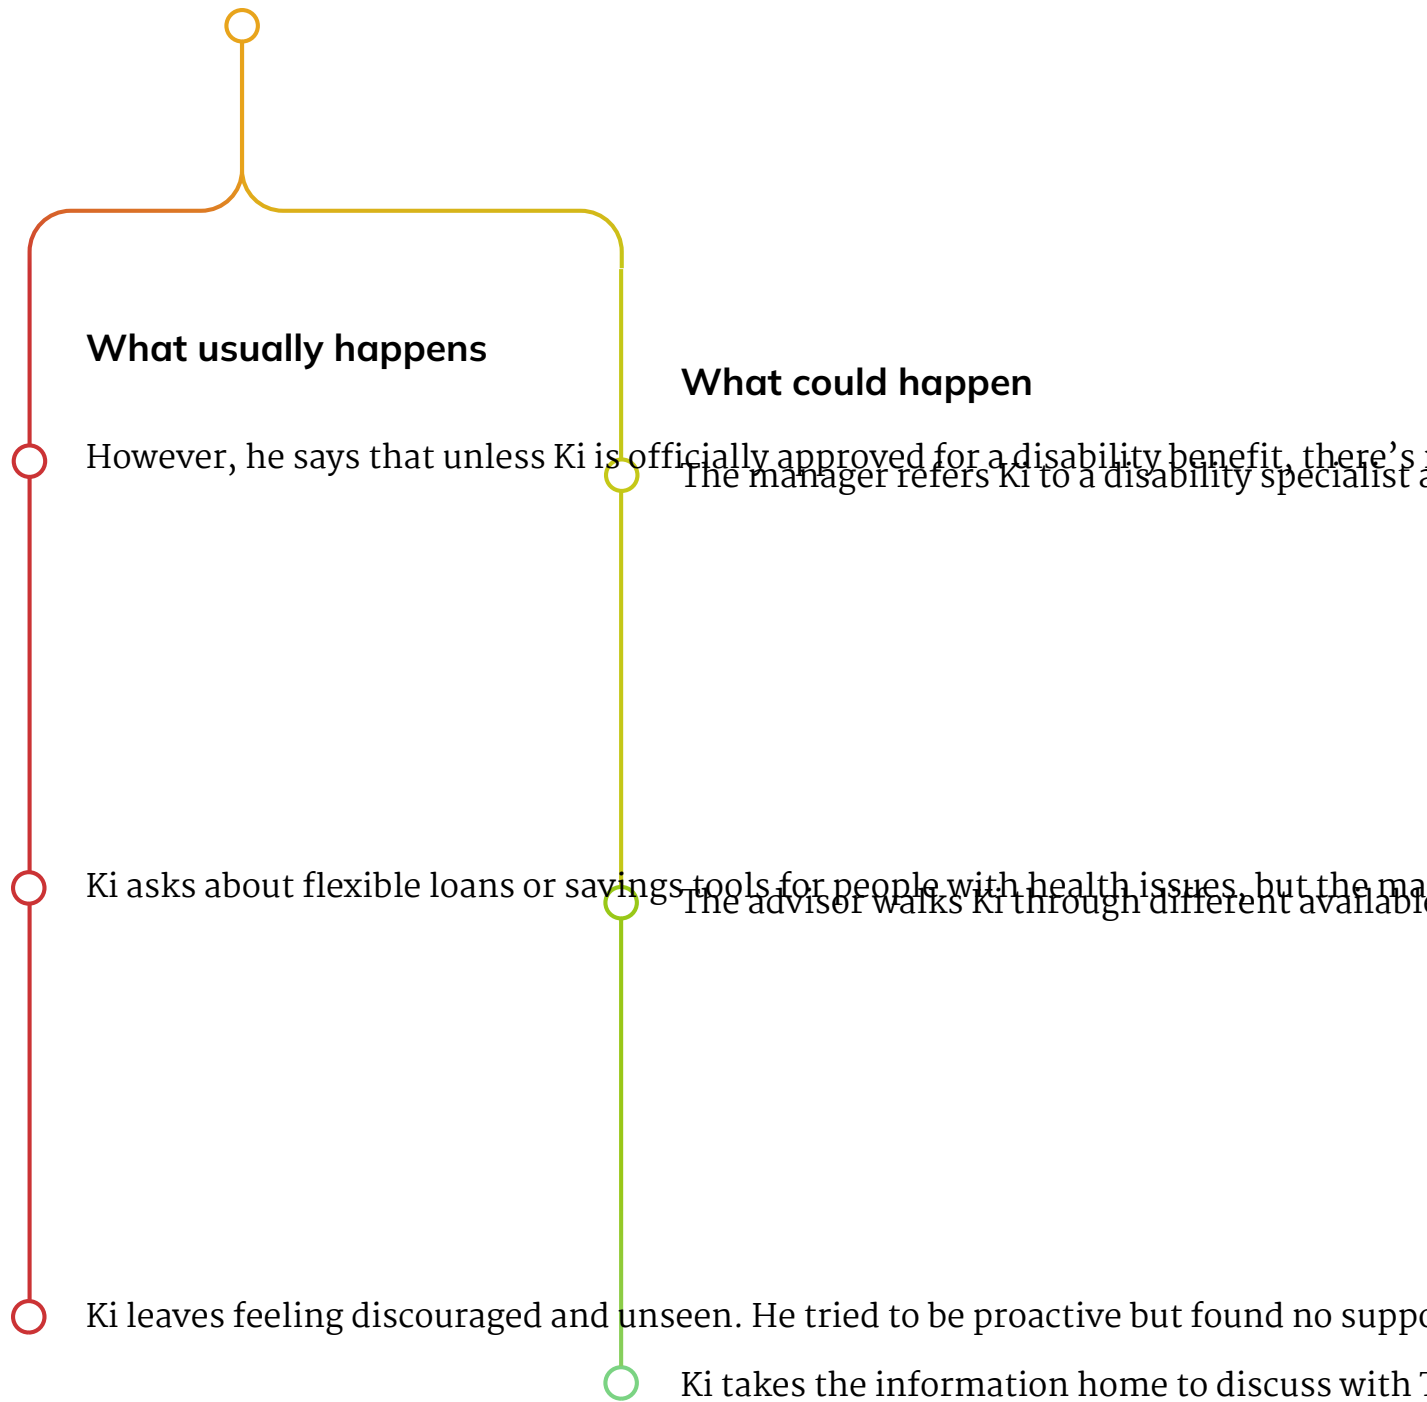 What usually happens
However, he says that unless Ki is officially approved for a disability benefit, there’s
Ki asks about flexible loans or savings tools for people with health issues, but the
Ki leaves feeling discouraged and unseen. He tried to be proactive but found no
What could happen
The manager refers Ki to a disability specialist
The advisor walks Ki through different
Ki takes the information home to discuss with